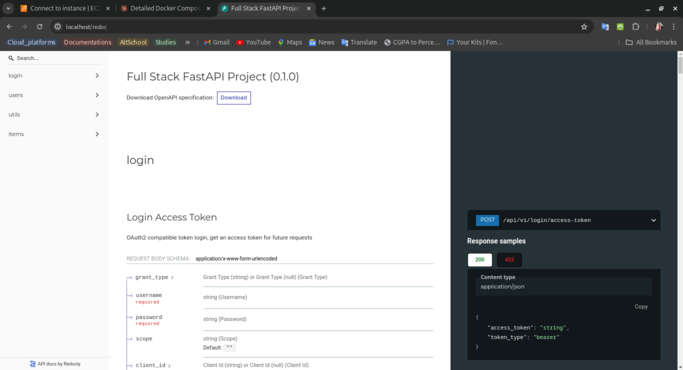 Connect to instance | EC
Detailed Docker Compos
Full Stack FastAPI Projec
localhost/redoc
Cloud_platforms
Documentations
AltSchool
Studies
»
Gmail
YouTube
Maps
News
Translate
CGPA to Perce...
Your Kits | Fon...
All Bookmarks
Search...
login
users
utils
items
API docs by Redocly
Full Stack FastAPI Project (0.1.0)
Download OpenAPI specification: Download
login
Login Access Token
OAuth2 compatible token login, get an access token for future requests
REQUEST BODY SCHEMA: application/x-www-form-urlencoded
grant_type Grant Type (string) or Grant Type (null) (Grant Type)
username string (Username)
required
password string (Password)
required
scope string (Scope)
Default: ""
client_id Client Id (string) or Client Id (null) (Client Id)
POST /api/v1/login/access-token
Response samples
200 422
Content type
application/json
Copy
{
"access_token": "string",
"token_type": "bearer"
}